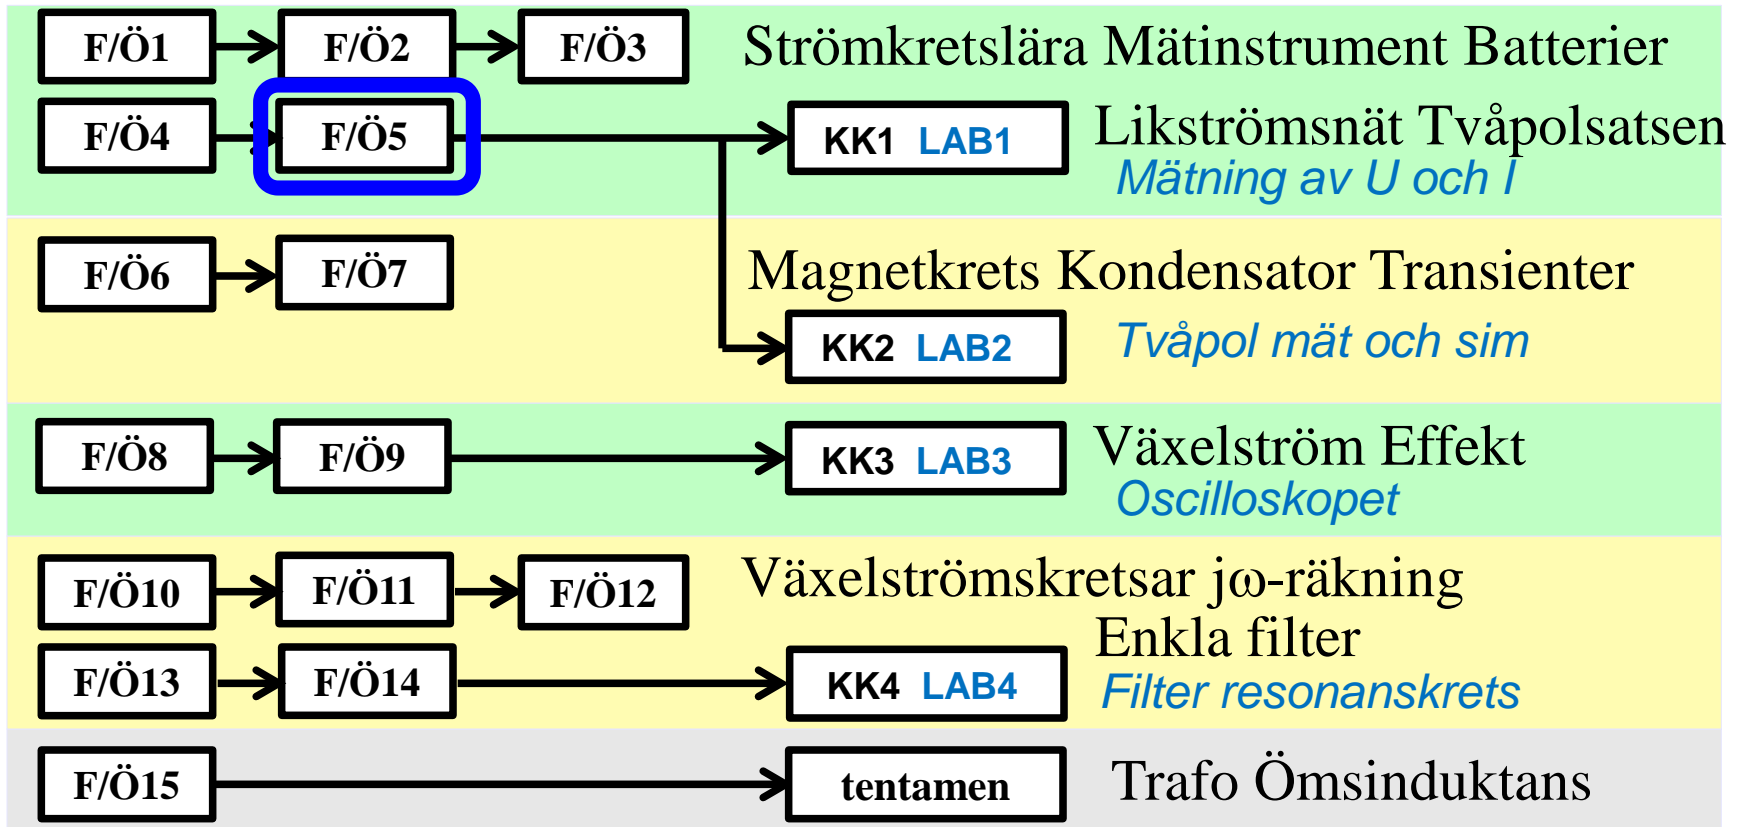 F/Ö1 F/Ö2 F/Ö3 Strömkretslära Mätinstrument Batterier
F/Ö4 F/Ö5 KK1 LAB1 Likströmsnät Tvåpolsatsen
Mätning av U och I
F/Ö6 F/Ö7 Magnetkrets Kondensator Transienter
KK2 LAB2 Tvåpol mät och sim
F/Ö8 F/Ö9 KK3 LAB3 Växelström Effekt
Oscilloskopet
F/Ö10 F/Ö11 F/Ö12 Växelströmskretsar jω-räkning
Enkla filter
F/Ö13 F/Ö14 KK4 LAB4 Filter resonanskrets
F/Ö15 tentamen Trafo Ömsinduktans